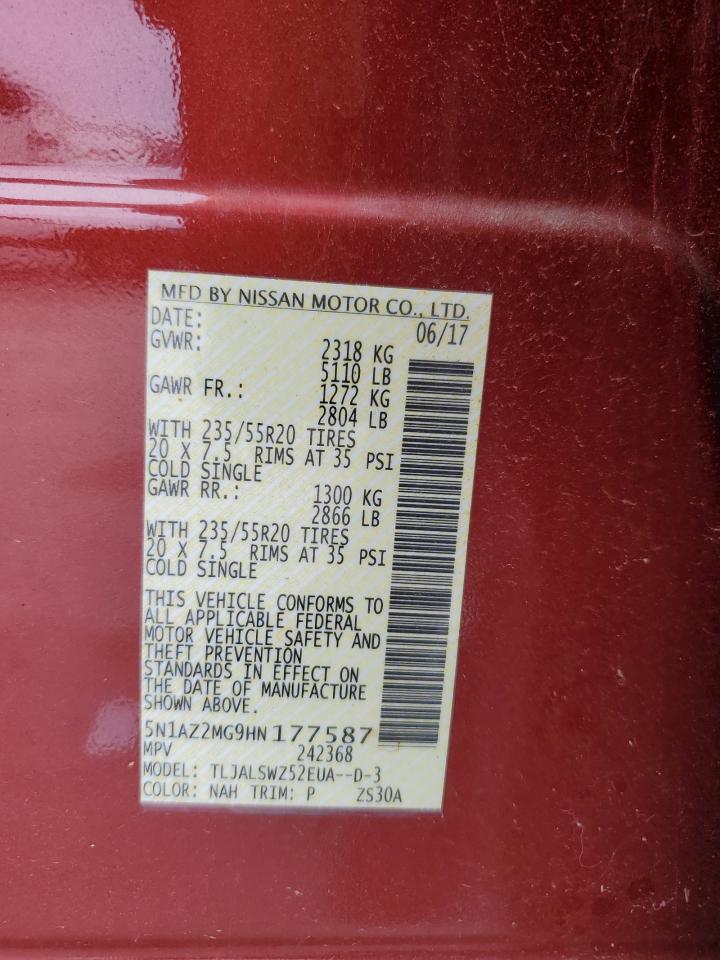 MFD BY NISSAN MOTOR CO., LTD.
DATE: 06/17
GVWR: 2318 KG
5110 LB
GAWR FR.: 1272 KG
2804 LB
WITH 235/55R20 TIRES
20 X 7.5 RIMS AT 35 PSI
COLD SINGLE
GAWR RR.: 1300 KG
2866 LB
WITH 235/55R20 TIRES
20 X 7.5 RIMS AT 35 PSI
COLD SINGLE
THIS VEHICLE CONFORMS TO
ALL APPLICABLE FEDERAL
MOTOR VEHICLE SAFETY AND
THEFT PREVENTION
STANDARDS IN EFFECT ON
THE DATE OF MANUFACTURE
SHOWN ABOVE.
5N1AZ2MG9HN177587
MPV 242368
MODEL: TLJALSWZ52EUA--D-3
COLOR: NAH TRIM: P ZS30A